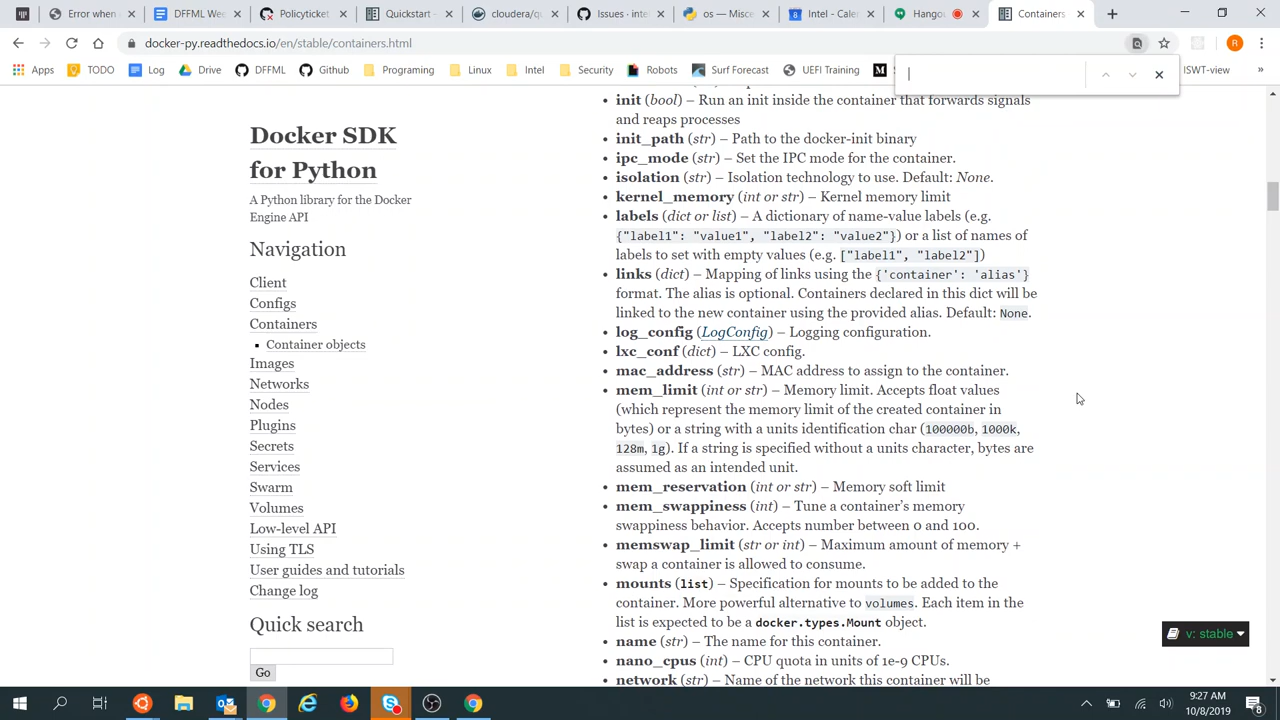 Error when
DFFML We
Policyticket
Quickstart -
cloudera/qu
Issues · inte
os — Misce
Intel - Cale
Hangou
Containers
docker-py.readthedocs.io/en/stable/containers.html
Apps
TODO
Log
Drive
DFFML
Github
Programing
Linux
Intel
Security
Robots
Surf Forecast
UEFI Training
ISWT-view
»
init (bool) – Run an init inside the container that forwards signals
and reaps processes
init_path (str) – Path to the docker-init binary
ipc_mode (str) – Set the IPC mode for the container.
isolation (str) – Isolation technology to use. Default: None.
kernel_memory (int or str) – Kernel memory limit
labels (dict or list) – A dictionary of name-value labels (e.g.
{"label1": "value1", "label2": "value2"}) or a list of names of
labels to set with empty values (e.g. ["label1", "label2"])
links (dict) – Mapping of links using the {'container': 'alias'}
format. The alias is optional. Containers declared in this dict will be
linked to the new container using the provided alias. Default: None.
log_config (LogConfig) – Logging configuration.
lxc_conf (dict) – LXC config.
mac_address (str) – MAC address to assign to the container.
mem_limit (int or str) – Memory limit. Accepts float values
(which represent the memory limit of the created container in
bytes) or a string with a units identification char (100000b, 1000k,
128m, 1g). If a string is specified without a units character, bytes are
assumed as an intended unit.
mem_reservation (int or str) – Memory soft limit
mem_swappiness (int) – Tune a container’s memory
swappiness behavior. Accepts number between 0 and 100.
memswap_limit (str or int) – Maximum amount of memory +
swap a container is allowed to consume.
mounts (list) – Specification for mounts to be added to the
container. More powerful alternative to volumes. Each item in the
list is expected to be a docker.types.Mount object.
name (str) – The name for this container.
nano_cpus (int) – CPU quota in units of 1e-9 CPUs.
network (str) – Name of the network this container will be
Docker SDK
for Python
A Python library for the Docker
Engine API
Navigation
Client
Configs
Containers
Container objects
Images
Networks
Nodes
Plugins
Secrets
Services
Swarm
Volumes
Low-level API
Using TLS
User guides and tutorials
Change log
Quick search
Go
v: stable
9:27 AM
10/8/2019
8